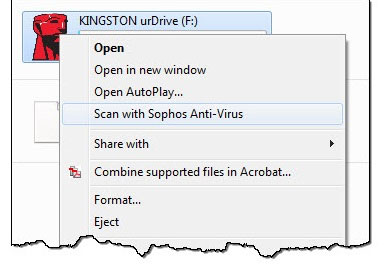 KINGSTON urDrive (F:)
Open
Open in new window
Open AutoPlay...
Scan with Sophos Anti-Virus
Share with
Combine supported files in Acrobat...
Format...
Eject